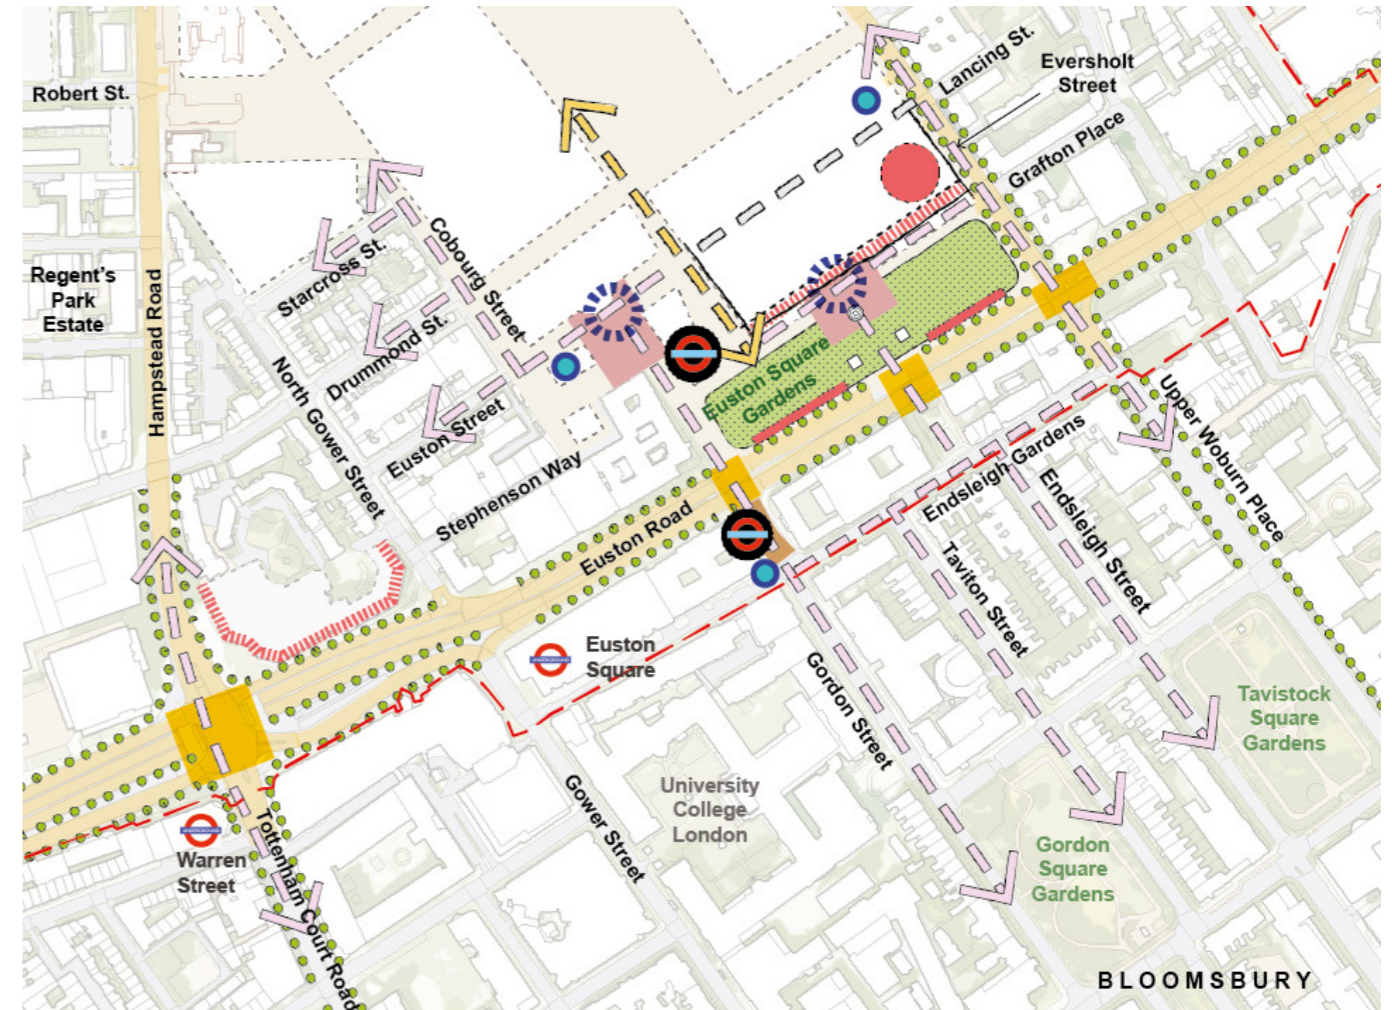 Lancing St.
Eversholt
Street
Robert St.
Grafton Place
Regent's
Park
Estate
Hampstead Road
Starcross St.
Cobourg Street
Drummond St.
North Gower Street
Euston Street
Stephenson Way
Euston Square
Gardens
Euston Road
Endsleigh Gardens
Upper Woburn Place
Endsleigh Street
Taviton Street
Euston
Square
UNDERGROUND
Gordon Street
Tavistock
Square
Gardens
University
College
London
Gower Street
UNDERGROUND
Warren
Street
Tottenham Court Road
Gordon
Square
Gardens
BLOOMSBURY